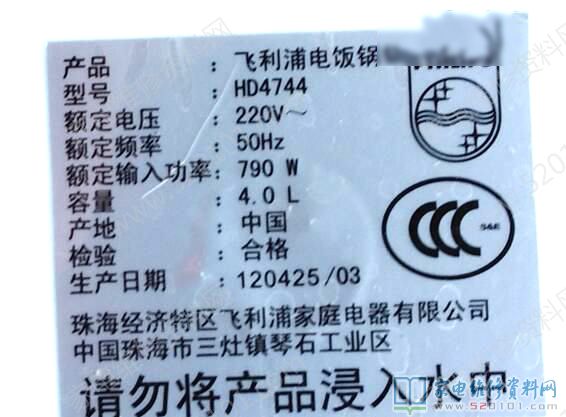 产品 : 飞利浦电饭锅
型号 : HD4744
额定电压 : 220V～
额定频率 : 50Hz
额定输入功率: 790 W
容量 : 4.0 L
产地 : 中国
检验 : 合格
生产日期 : 120425/03
CCC
S&E
珠海经济特区飞利浦家庭电器有限公司
中国珠海市三灶镇琴石工业区
请勿将产品浸入水中
家电维修资料网
www.520101.com